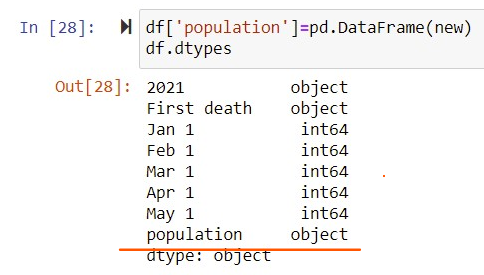 In [28]: df['population']=pd.DataFrame(new)
df.dtypes
Out[28]: 2021 object
First death object
Jan 1 int64
Feb 1 int64
Mar 1 int64
Apr 1 int64
May 1 int64
population object
dtype: object